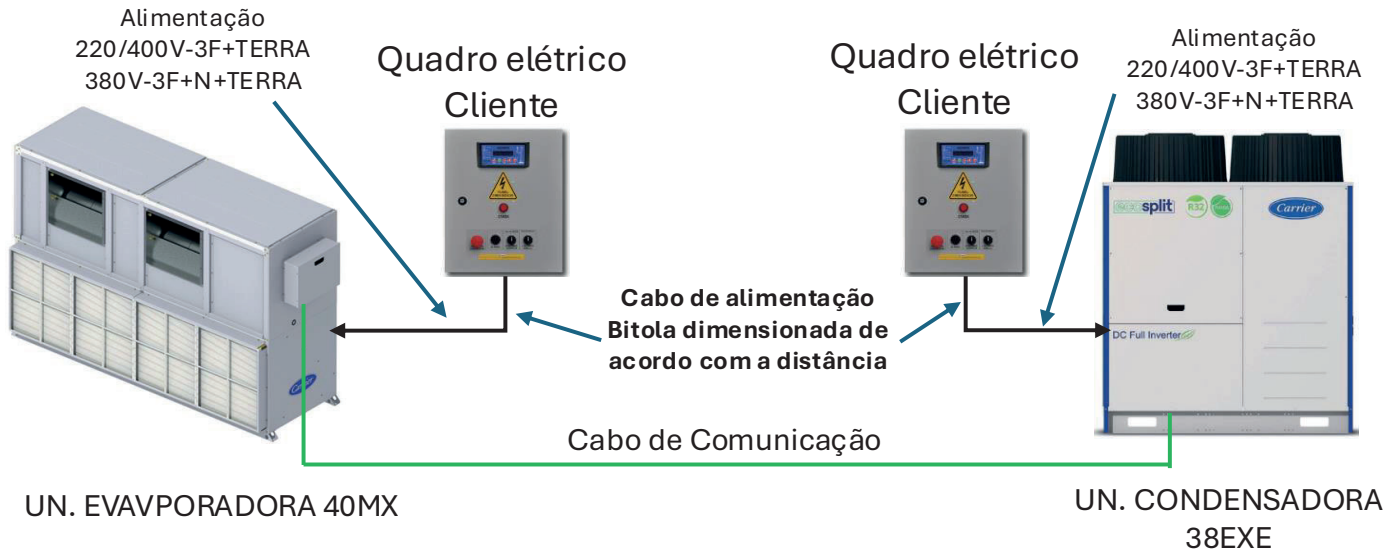 Alimentação
220/400V-3F+TERRA
380V-3F+N+TERRA
Quadro elétrico
Cliente
Quadro elétrico
Cliente
Alimentação
220/400V-3F+TERRA
380V-3F+N+TERRA
split
R32
Carrier
DC Full Inverter
Cabo de alimentação
Bitola dimensionada de
acordo com a distância
Carrier
Cabo de Comunicação
UN. EVAVPORADORA 40MX
UN. CONDENSADORA
38EXE